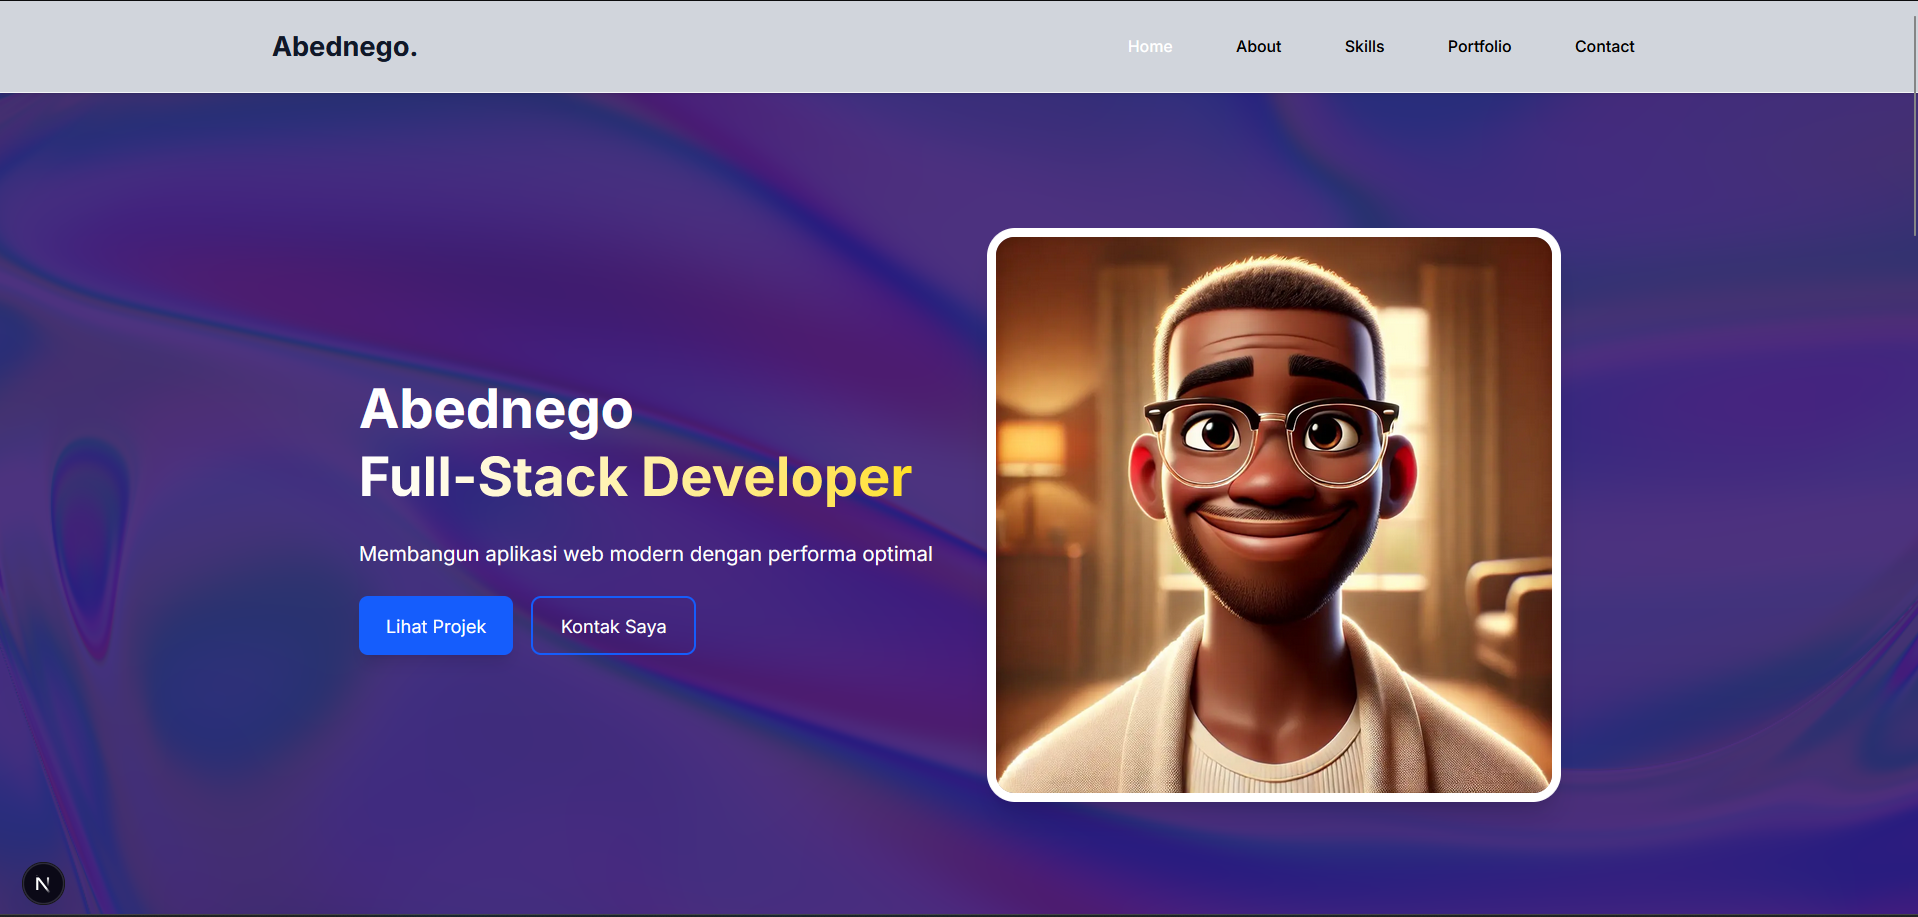 Abednego.
Home About Skills Portfolio Contact
Abednego
Full-Stack Developer
Membangun aplikasi web modern dengan performa optimal
Lihat Projek Kontak Saya
N